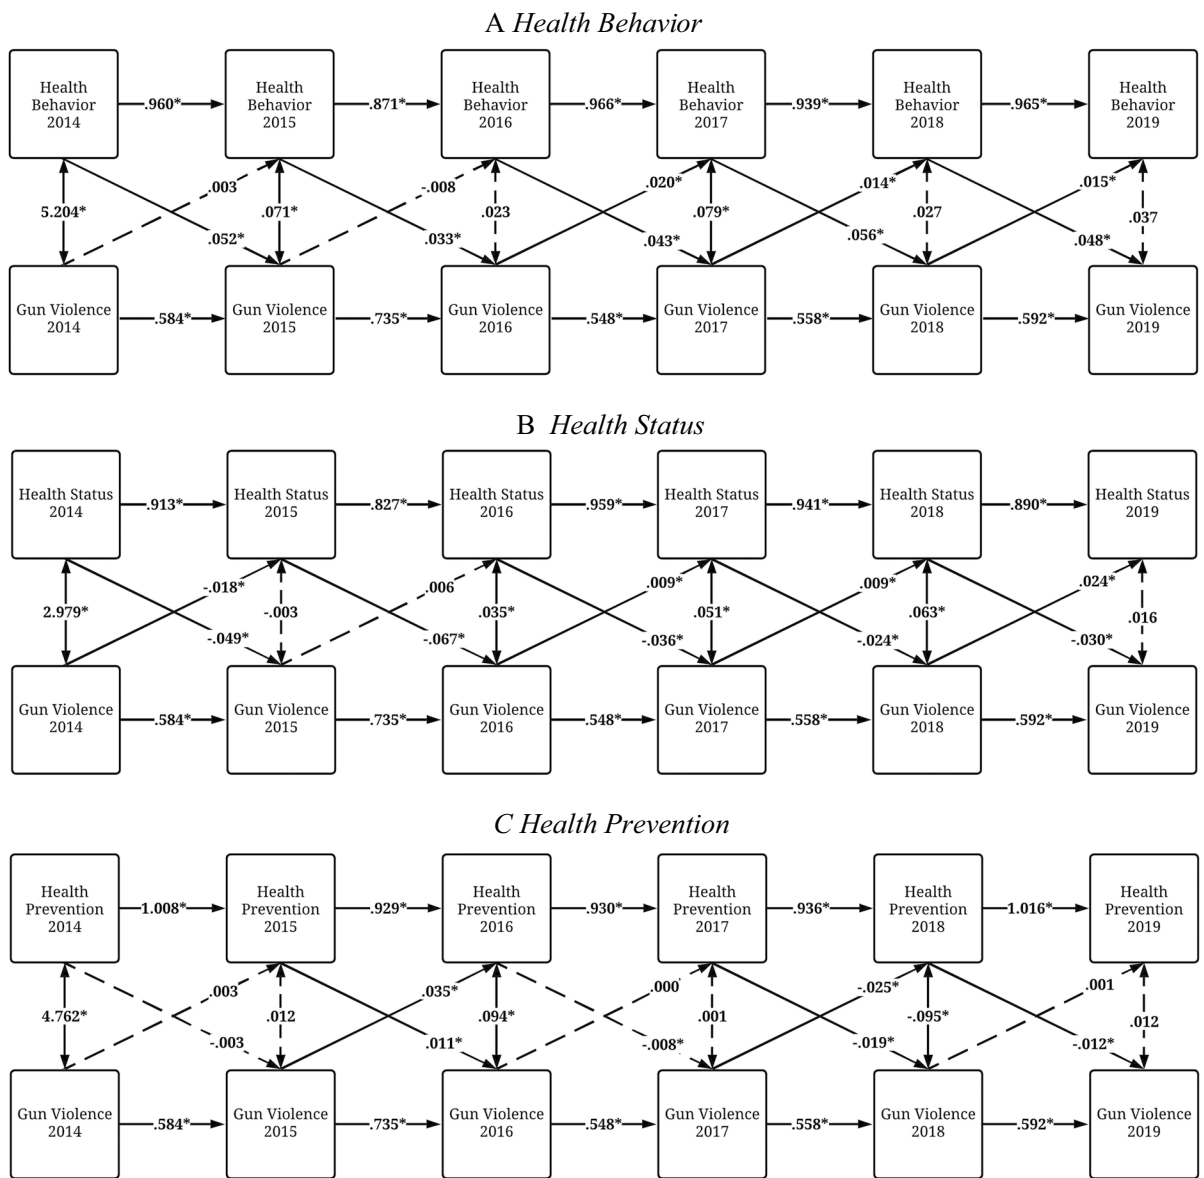 A Health Behavior
Health
Behavior
2014
.960*
Health
Behavior
2015
.871*
Health
Behavior
2016
.966*
Health
Behavior
2017
.939*
Health
Behavior
2018
.965*
Health
Behavior
2019
5.204*
.003
.052*
.071*
-.008
.033*
.023
.020*
.043*
.079*
.014*
.056*
.027
.015*
.048*
.037
Gun Violence
2014
.584*
Gun Violence
2015
.735*
Gun Violence
2016
.548*
Gun Violence
2017
.558*
Gun Violence
2018
.592*
Gun Violence
2019
B Health Status
Health Status
2014
.913*
Health Status
2015
.827*
Health Status
2016
.959*
Health Status
2017
.941*
Health Status
2018
.890*
Health Status
2019
2.979*
-.018*
-.049*
-.003
.006
-.067*
.035*
.009*
-.036*
.051*
.009*
-.024*
.063*
.024*
-.030*
.016
Gun Violence
2014
.584*
Gun Violence
2015
.735*
Gun Violence
2016
.548*
Gun Violence
2017
.558*
Gun Violence
2018
.592*
Gun Violence
2019
C Health Prevention
Health
Prevention
2014
1.008*
Health
Prevention
2015
.929*
Health
Prevention
2016
.930*
Health
Prevention
2017
.936*
Health
Prevention
2018
1.016*
Health
Prevention
2019
4.762*
.003
-.003
.012
.035*
.011*
.094*
.000
-.008*
.001
-.025*
-.019*
-.095*
.001
-.012*
.012
Gun Violence
2014
.584*
Gun Violence
2015
.735*
Gun Violence
2016
.548*
Gun Violence
2017
.558*
Gun Violence
2018
.592*
Gun Violence
2019